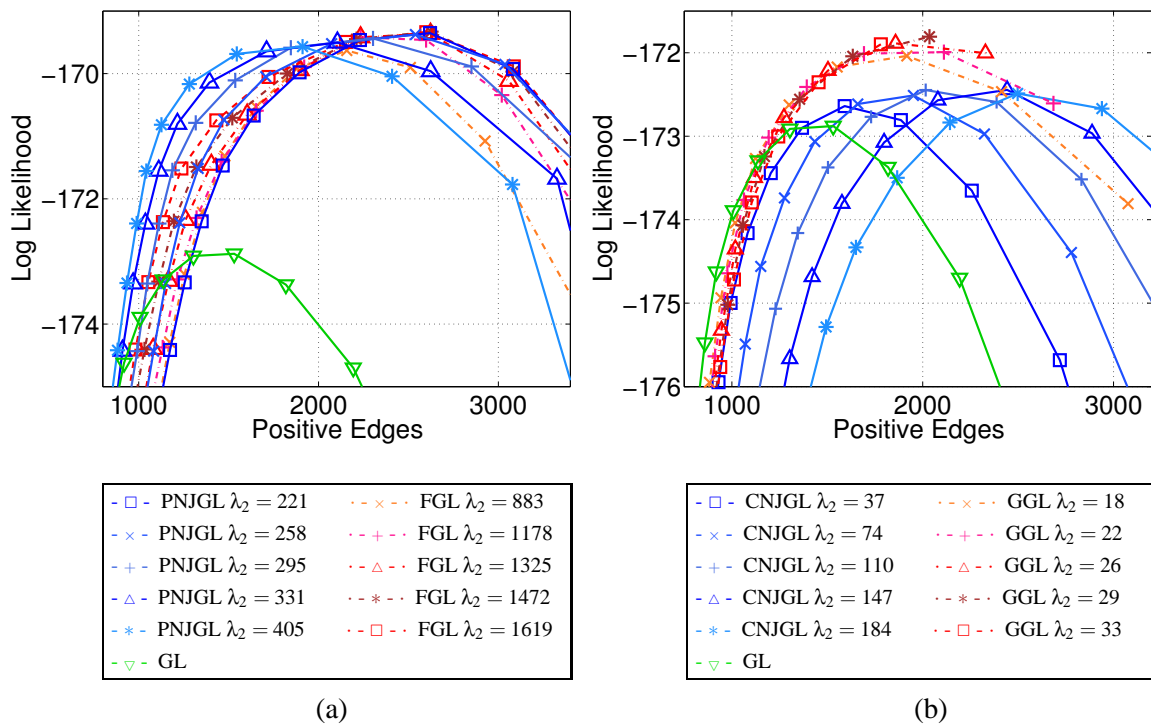 −170
−172
−174
1000
2000
3000
Log Likelihood
Positive Edges
−171
−172
−173
−174
−175
−176
1000
2000
3000
Log Likelihood
Positive Edges
PNJGL λ₂ = 221
PNJGL λ₂ = 258
PNJGL λ₂ = 295
PNJGL λ₂ = 331
PNJGL λ₂ = 405
GL
FGL λ₂ = 883
FGL λ₂ = 1178
FGL λ₂ = 1325
FGL λ₂ = 1472
FGL λ₂ = 1619
CNJGL λ₂ = 37
CNJGL λ₂ = 74
CNJGL λ₂ = 110
CNJGL λ₂ = 147
CNJGL λ₂ = 184
GL
GGL λ₂ = 18
GGL λ₂ = 22
GGL λ₂ = 26
GGL λ₂ = 29
GGL λ₂ = 33
(a)
(b)